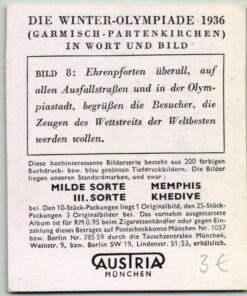 DIE WINTER-OLYMPIADE 1936
(GARMISCH-PARTENKIRCHEN)
IN WORT UND BILD
BILD 8: Ehrenpforten überall, auf
allen Ausfallstraßen und in der Olym-
piastadt, begrüßen die Besucher, die
Zeugen des Wettstreits der Weltbesten
werden wollen.
Diese hochinteressante Bilderserie besteht aus 200 farbigen
Buchdruck- bzw. blau getönten Tiefdruckbildern. Die Bilder
liegen unseren Standardmarken, und zwar:
MILDE SORTE MEMPHIS
III. SORTE KHEDIVE
bei. Den 10-Stück-Packungen liegt 1 Originalbild, den 25-Stück-
Packungen 3 Originalbilder bei. Das vornehm ausgestattete
Album ist für RM 0.95 beim Zigarettenhändler oder gegen Ein-
zahlung dieses Betrages auf Postscheckkonto München Nr. 1057
bzw. Berlin Nr. 785 59 durch die Tauschzentralen München,
Weinstr. 9, bzw. Berlin SW 19, Lindenstr. 51/53, erhältlich.
AUSTRIA
MÜNCHEN
3 €